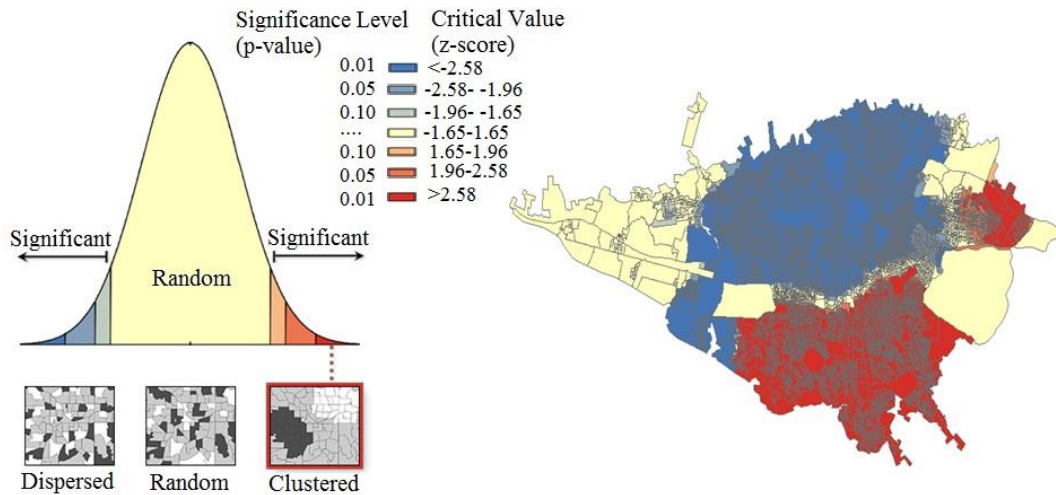 Significance Level Critical Value
(p-value) (z-score)
0.01 <-2.58
0.05 -2.58- -1.96
0.10 -1.96- -1.65
.... -1.65-1.65
0.10 1.65-1.96
0.05 1.96-2.58
0.01 >2.58
Significant Significant
Random
Dispersed Random Clustered